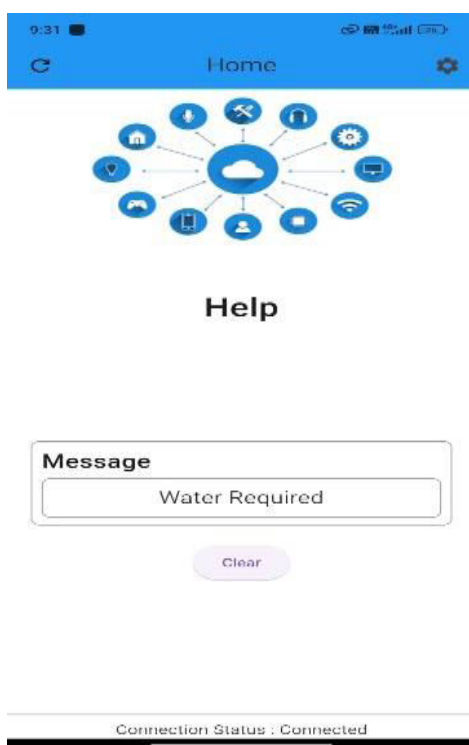 9:31
Home
Help
Message
Water Required
Clear
Connection Status : Connected